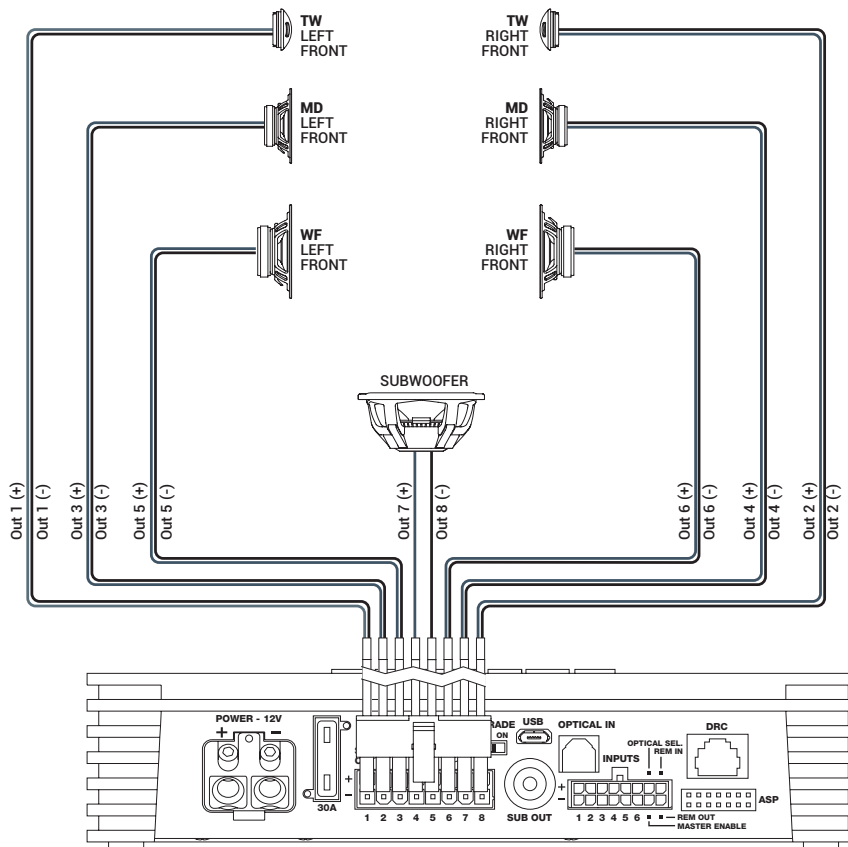 TW
LEFT
FRONT
TW
RIGHT
FRONT
MD
LEFT
FRONT
MD
RIGHT
FRONT
WF
LEFT
FRONT
WF
RIGHT
FRONT
SUBWOOFER
Out 1 (+)
Out 1 (-)
Out 3 (+)
Out 3 (-)
Out 5 (+)
Out 5 (-)
Out 7 (+)
Out 8 (-)
Out 6 (+)
Out 6 (-)
Out 4 (+)
Out 4 (-)
Out 2 (+)
Out 2 (-)
POWER - 12V
+ −
30A
+
−
1 2 3 4 5 6 7 8
ON
USB
SUB OUT
OPTICAL IN
INPUTS
+
−
1 2 3 4 5 6
OPTICAL SEL.
REM IN
DRC
ASP
REM OUT
MASTER ENABLE